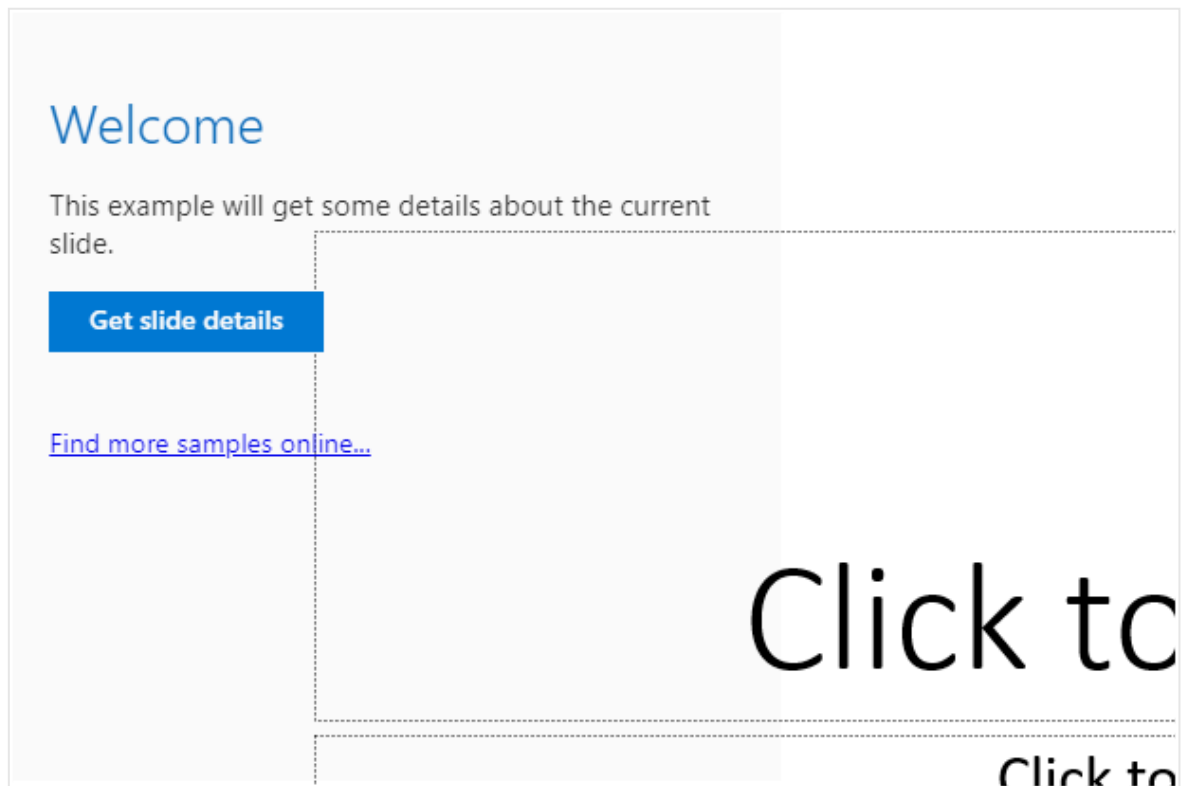 Welcome
This example will get some details about the current
slide.
Get slide details
Find more samples online...
Click to
Click to